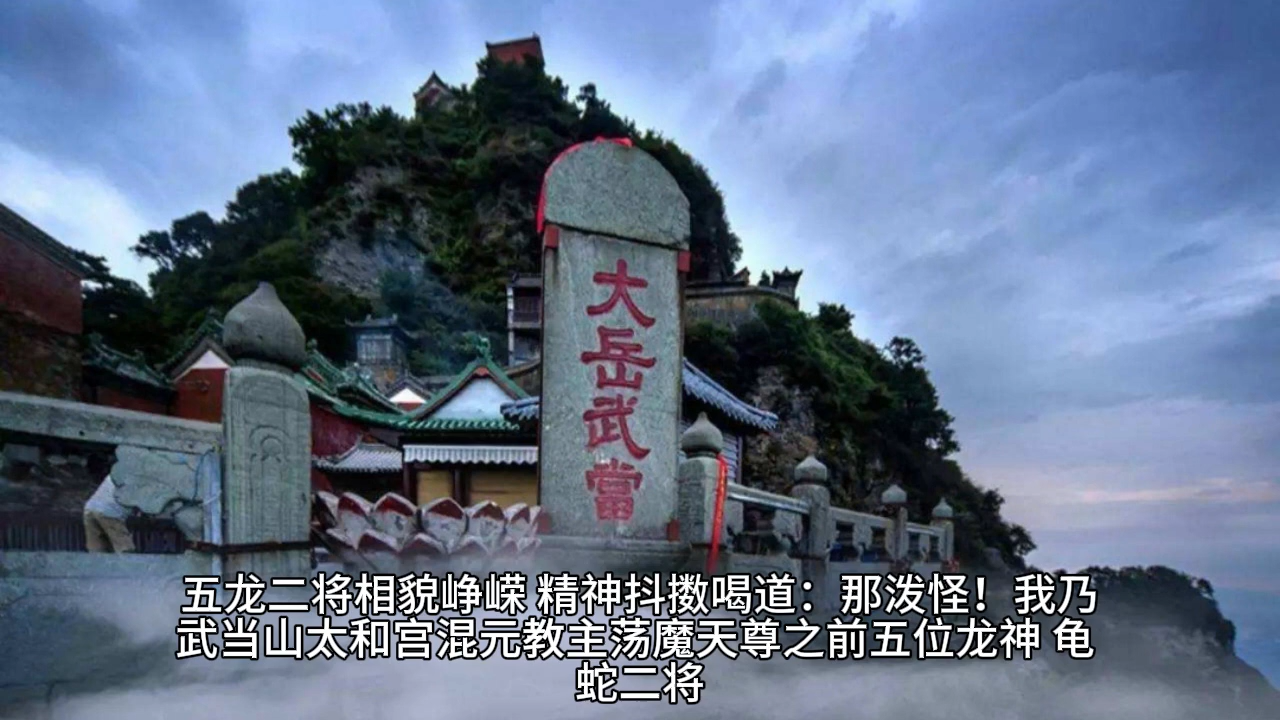 大岳武當
五龙二将相貌峥嵘 精神抖擞喝道：那泼怪！我乃
武当山太和宫混元教主荡魔天尊之前五位龙神 龟
蛇二将